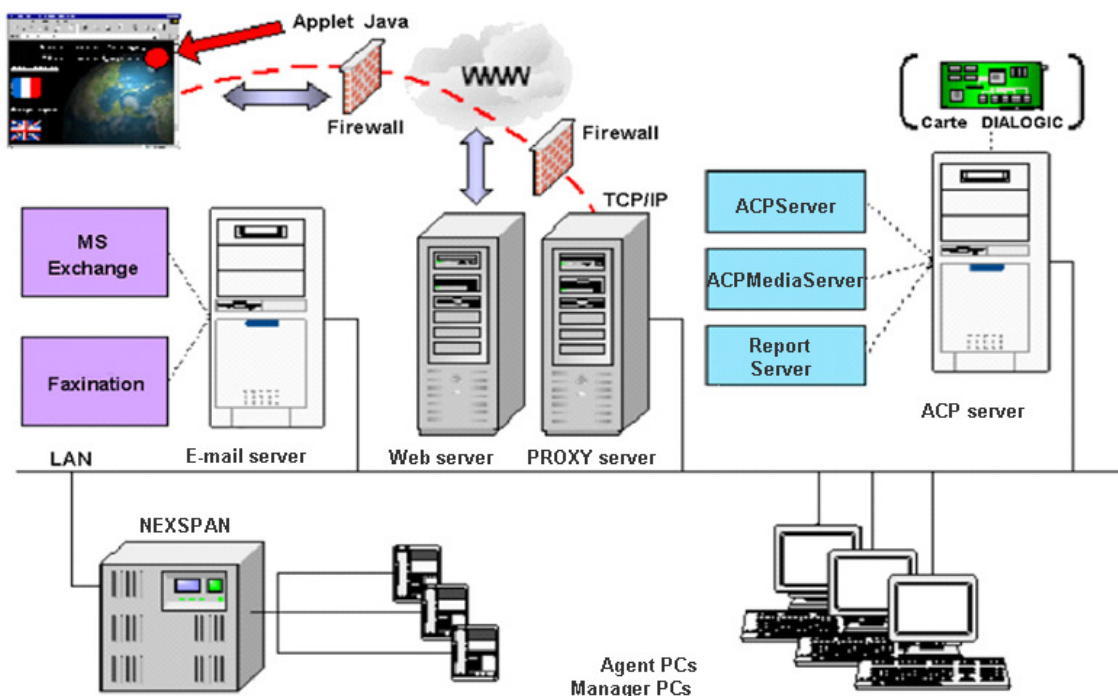 Applet Java
WWW
Firewall
Firewall
Carte DIALOGIC
TCP/IP
MS
Exchange
Faxination
ACPServer
ACPMediaServer
Report
Server
ACP server
E-mail server
Web server
PROXY server
LAN
NEXSPAN
Agent PCs
Manager PCs